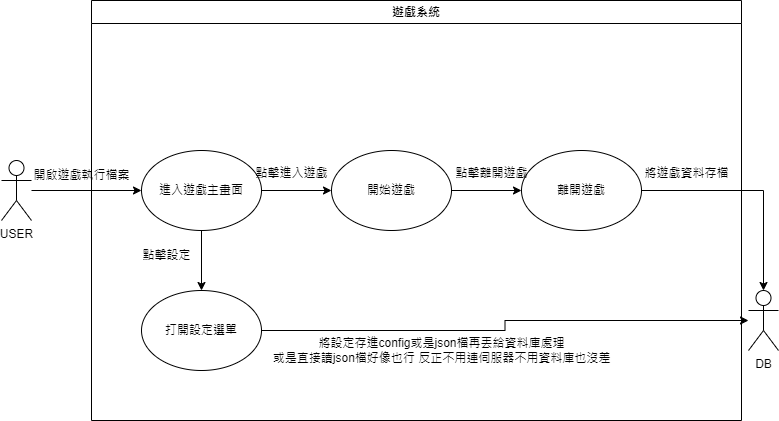 遊戲系統
開啟遊戲執行檔案
點擊進入遊戲
點擊離開遊戲
將遊戲資料存檔
進入遊戲主畫面
開始遊戲
離開遊戲
USER
點擊設定
打開設定選單
將設定存進config或是json檔再丟給資料庫處理
或是直接讀json檔好像也行 反正不用連伺服器不用資料庫也沒差
DB